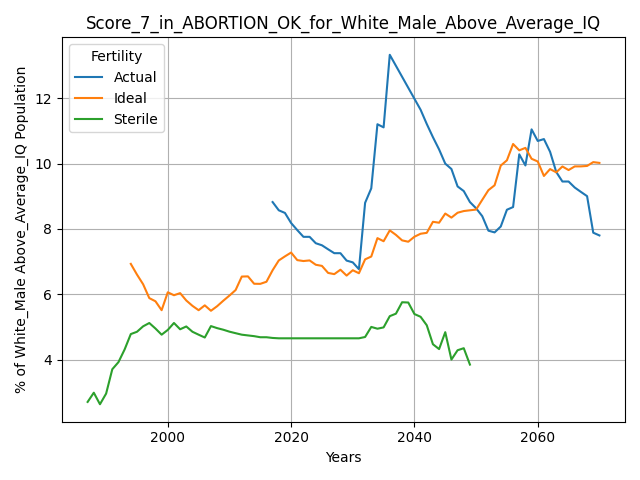 Score_7_in_ABORTION_OK_for_White_Male_Above_Average_IQ
Fertility
Actual
Ideal
Sterile
% of White_Male Above_Average_IQ Population
12
10
8
6
4
2000
2020
2040
2060
Years